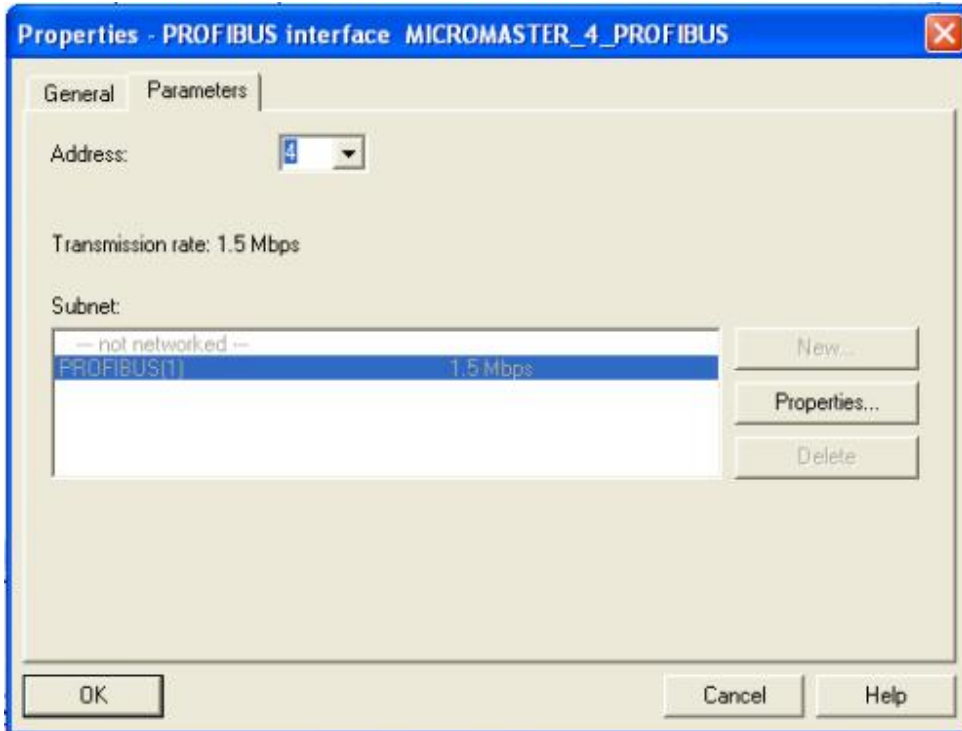 Properties - PROFIBUS interface MICROMASTER_4_PROFIBUS
General Parameters
Address: 4
Transmission rate: 1.5 Mbps
Subnet:
--- not networked ---
New...
PROFIBUS(1) 1.5 Mbps
Properties...
Delete
OK Cancel Help